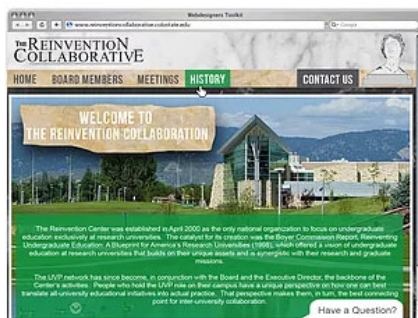 Webdesigners Toolkit
www.reinventioncollaborative.colostate.edu
Google
THE REINVENTION
COLLABORATIVE
HOME BOARD MEMBERS MEETINGS HISTORY CONTACT US
WELCOME TO
THE REINVENTION COLLABORATION
The Reinvention Center was established in April 2000 as the only national organization to focus on undergraduate
education exclusively at research universities. The catalyst for its creation was the Boyer Commission Report, Reinventing
Undergraduate Education: A Blueprint for America's Research Universities (1998), which offered a vision of undergraduate
education at research universities that builds on their unique assets and is synergistic with their research and graduate
missions.
The UVP network has since become, in conjunction with the Board and the Executive Director, the backbone of the
Center's activities. People who hold the UVP role on their campus have a unique perspective on how one can best
translate all-university educational initiatives into actual practice. That perspective makes them, in turn, the best connecting
point for inter-university collaboration.
Have a Question?